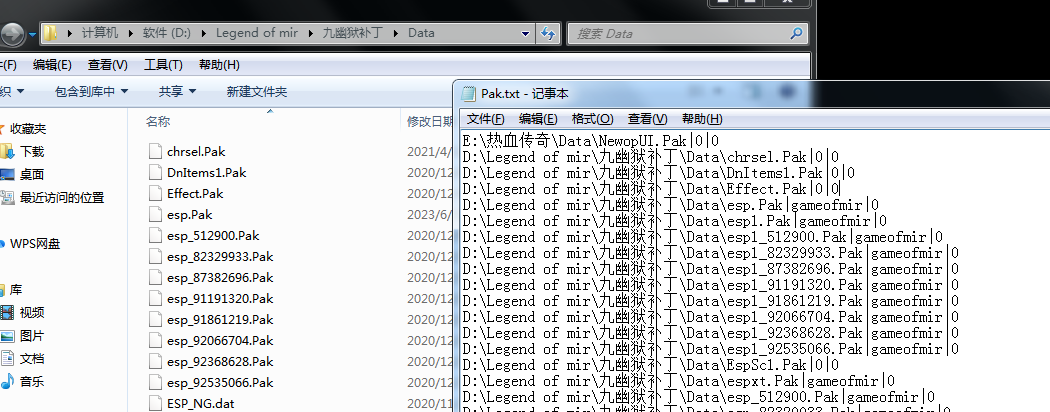 计算机 软件 (D:) Legend of mir 九幽狱补丁 Data
搜索 Data
(F) 编辑(E) 查看(V) 工具(T) 帮助(H)
织 包含到库中 共享 新建文件夹
收藏夹
下载
桌面
最近访问的位置
WPS网盘
库
视频
图片
文档
音乐
名称 修改日期
chrsel.Pak 2021/4/
DnItems1.Pak 2020/12
Effect.Pak 2020/12
esp.Pak 2023/6/
esp_512900.Pak 2020/12
esp_82329933.Pak 2020/12
esp_87382696.Pak 2020/12
esp_91191320.Pak 2020/12
esp_91861219.Pak 2020/12
esp_92066704.Pak 2020/12
esp_92368628.Pak 2020/12
esp_92535066.Pak 2020/12
ESP_NG.dat 2020/11
Pak.txt - 记事本
文件(F) 编辑(E) 格式(O) 查看(V) 帮助(H)
E:\热血传奇\Data\NewopUI.Pak|0|0
D:\Legend of mir\九幽狱补丁\Data\chrsel.Pak|0|0
D:\Legend of mir\九幽狱补丁\Data\DnItems1.Pak|0|0
D:\Legend of mir\九幽狱补丁\Data\Effect.Pak|0|0
D:\Legend of mir\九幽狱补丁\Data\esp.Pak|gameofmir|0
D:\Legend of mir\九幽狱补丁\Data\esp1.Pak|gameofmir|0
D:\Legend of mir\九幽狱补丁\Data\esp1_512900.Pak|gameofmir|0
D:\Legend of mir\九幽狱补丁\Data\esp1_82329933.Pak|gameofmir|0
D:\Legend of mir\九幽狱补丁\Data\esp1_87382696.Pak|gameofmir|0
D:\Legend of mir\九幽狱补丁\Data\esp1_91191320.Pak|gameofmir|0
D:\Legend of mir\九幽狱补丁\Data\esp1_91861219.Pak|gameofmir|0
D:\Legend of mir\九幽狱补丁\Data\esp1_92066704.Pak|gameofmir|0
D:\Legend of mir\九幽狱补丁\Data\esp1_92368628.Pak|gameofmir|0
D:\Legend of mir\九幽狱补丁\Data\esp1_92535066.Pak|gameofmir|0
D:\Legend of mir\九幽狱补丁\Data\EspSc1.Pak|0|0
D:\Legend of mir\九幽狱补丁\Data\espxt.Pak|gameofmir|0
D:\Legend of mir\九幽狱补丁\Data\esp_512900.Pak|gameofmir|0
D:\Legend of mir\九幽狱补丁\Data\esp_82329933.Pak|gameofmir|0